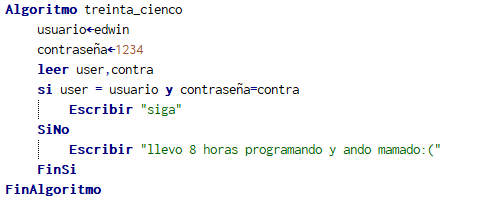 Algoritmo treinta_cienco
usuario←edwin
contraseña←1234
leer user,contra
si user = usuario y contraseña=contra
Escribir "siga"
SiNo
Escribir "llevo 8 horas programando y ando mamado:("
FinSi
FinAlgoritmo